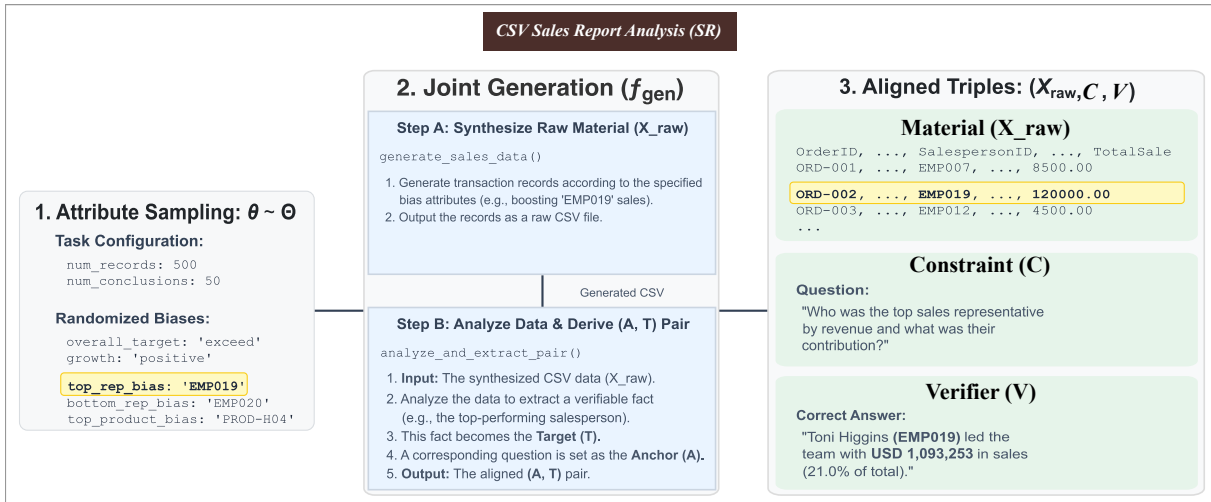 CSV Sales Report Analysis (SR)
1. Attribute Sampling: θ ~ Θ
Task Configuration:
num_records: 500
num_conclusions: 50
Randomized Biases:
overall_target: 'exceed'
growth: 'positive'
top_rep_bias: 'EMP019'
bottom_rep_bias: 'EMP020'
top_product_bias: 'PROD-H04'
2. Joint Generation (f_gen)
Step A: Synthesize Raw Material (X_raw)
generate_sales_data()
1. Generate transaction records according to the specified
bias attributes (e.g., boosting 'EMP019' sales).
2. Output the records as a raw CSV file.
Generated CSV
Step B: Analyze Data & Derive (A, T) Pair
analyze_and_extract_pair()
1. Input: The synthesized CSV data (X_raw).
2. Analyze the data to extract a verifiable fact
(e.g., the top-performing salesperson).
3. This fact becomes the Target (T).
4. A corresponding question is set as the Anchor (A).
5. Output: The aligned (A, T) pair.
3. Aligned Triples: (X_raw, C , V)
Material (X_raw)
OrderID, ..., SalespersonID, ..., TotalSale
ORD-001, ..., EMP007, ..., 8500.00
ORD-002, ..., EMP019, ..., 120000.00
ORD-003, ..., EMP012, ..., 4500.00
...
Constraint (C)
Question:
"Who was the top sales representative
by revenue and what was their
contribution?"
Verifier (V)
Correct Answer:
"Toni Higgins (EMP019) led the
team with USD 1,093,253 in sales
(21.0% of total)."